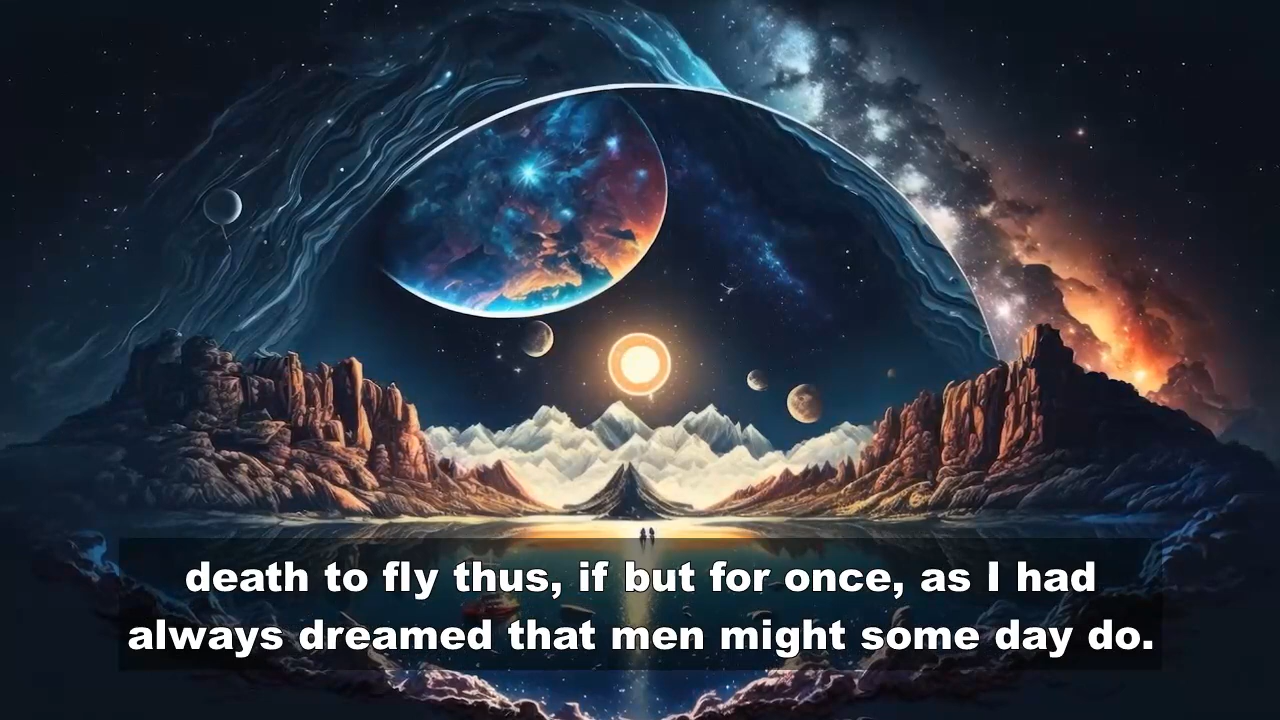 death to fly thus, if but for once, as I had
always dreamed that men might some day do.